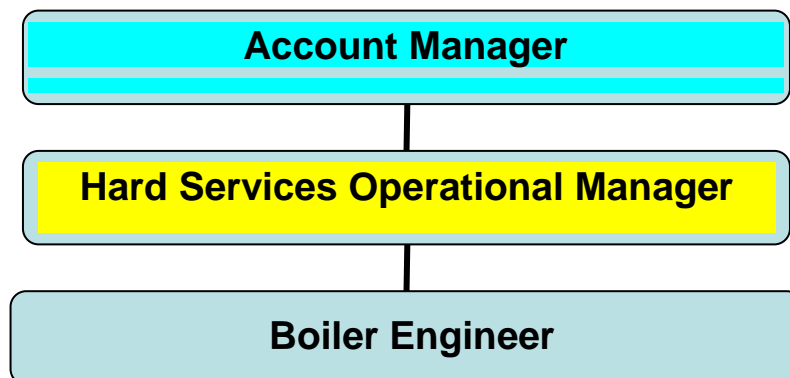 Account Manager
Hard Services Operational Manager
Boiler Engineer